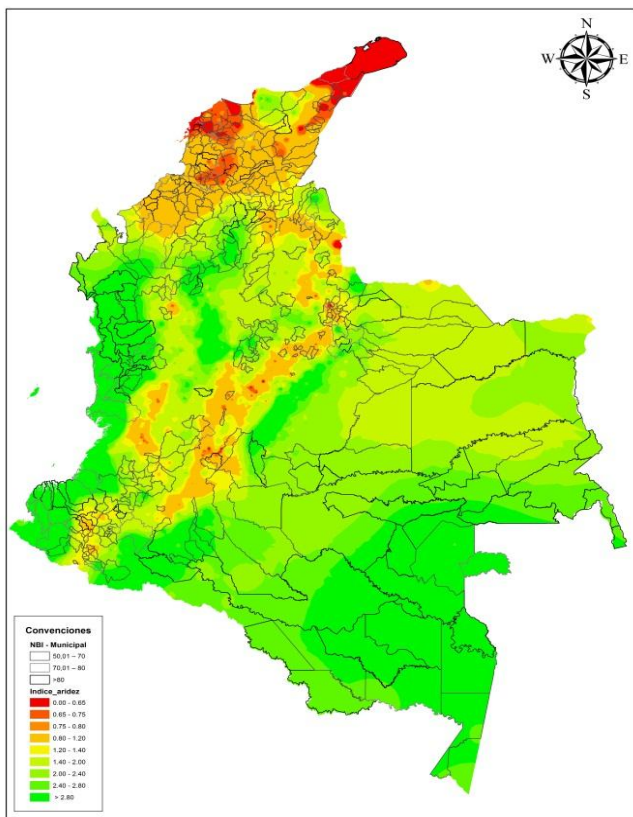 N
W E
S
Convenciones
NBI - Municipal
50,01 – 70
70,01 – 80
>80
Indice_aridez
0.00 - 0.65
0.65 - 0.75
0.75 - 0.80
0.80 - 1.20
1.20 - 1.40
1.40 - 2.00
2.00 - 2.40
2.40 - 2.80
> 2.80